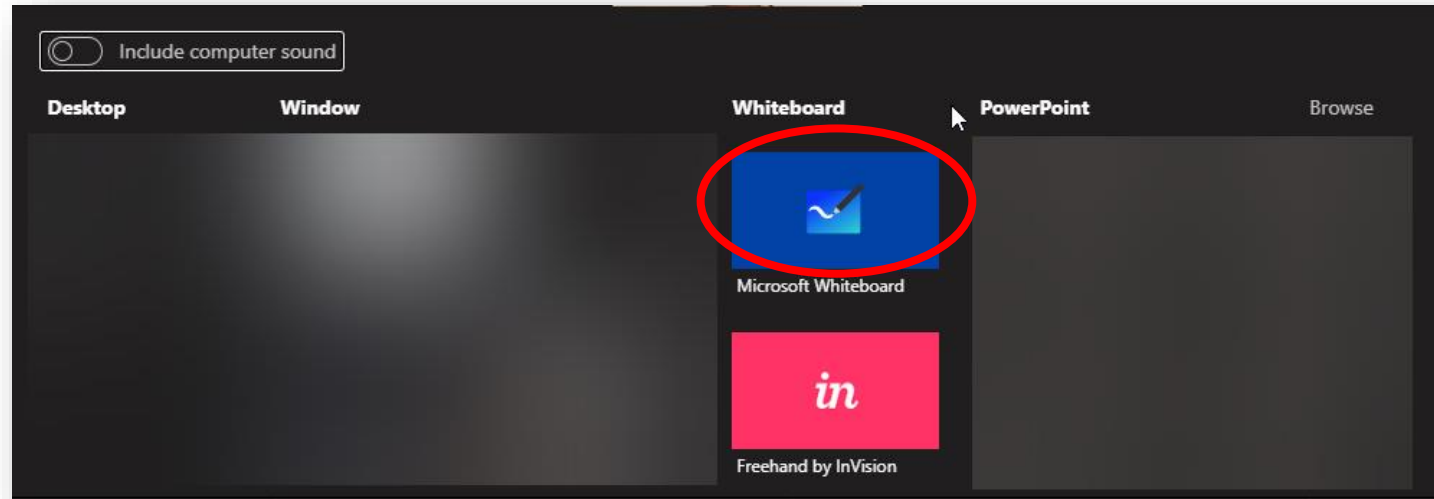 Include computer sound
Desktop Window Whiteboard PowerPoint Browse
Microsoft Whiteboard
in
Freehand by InVision